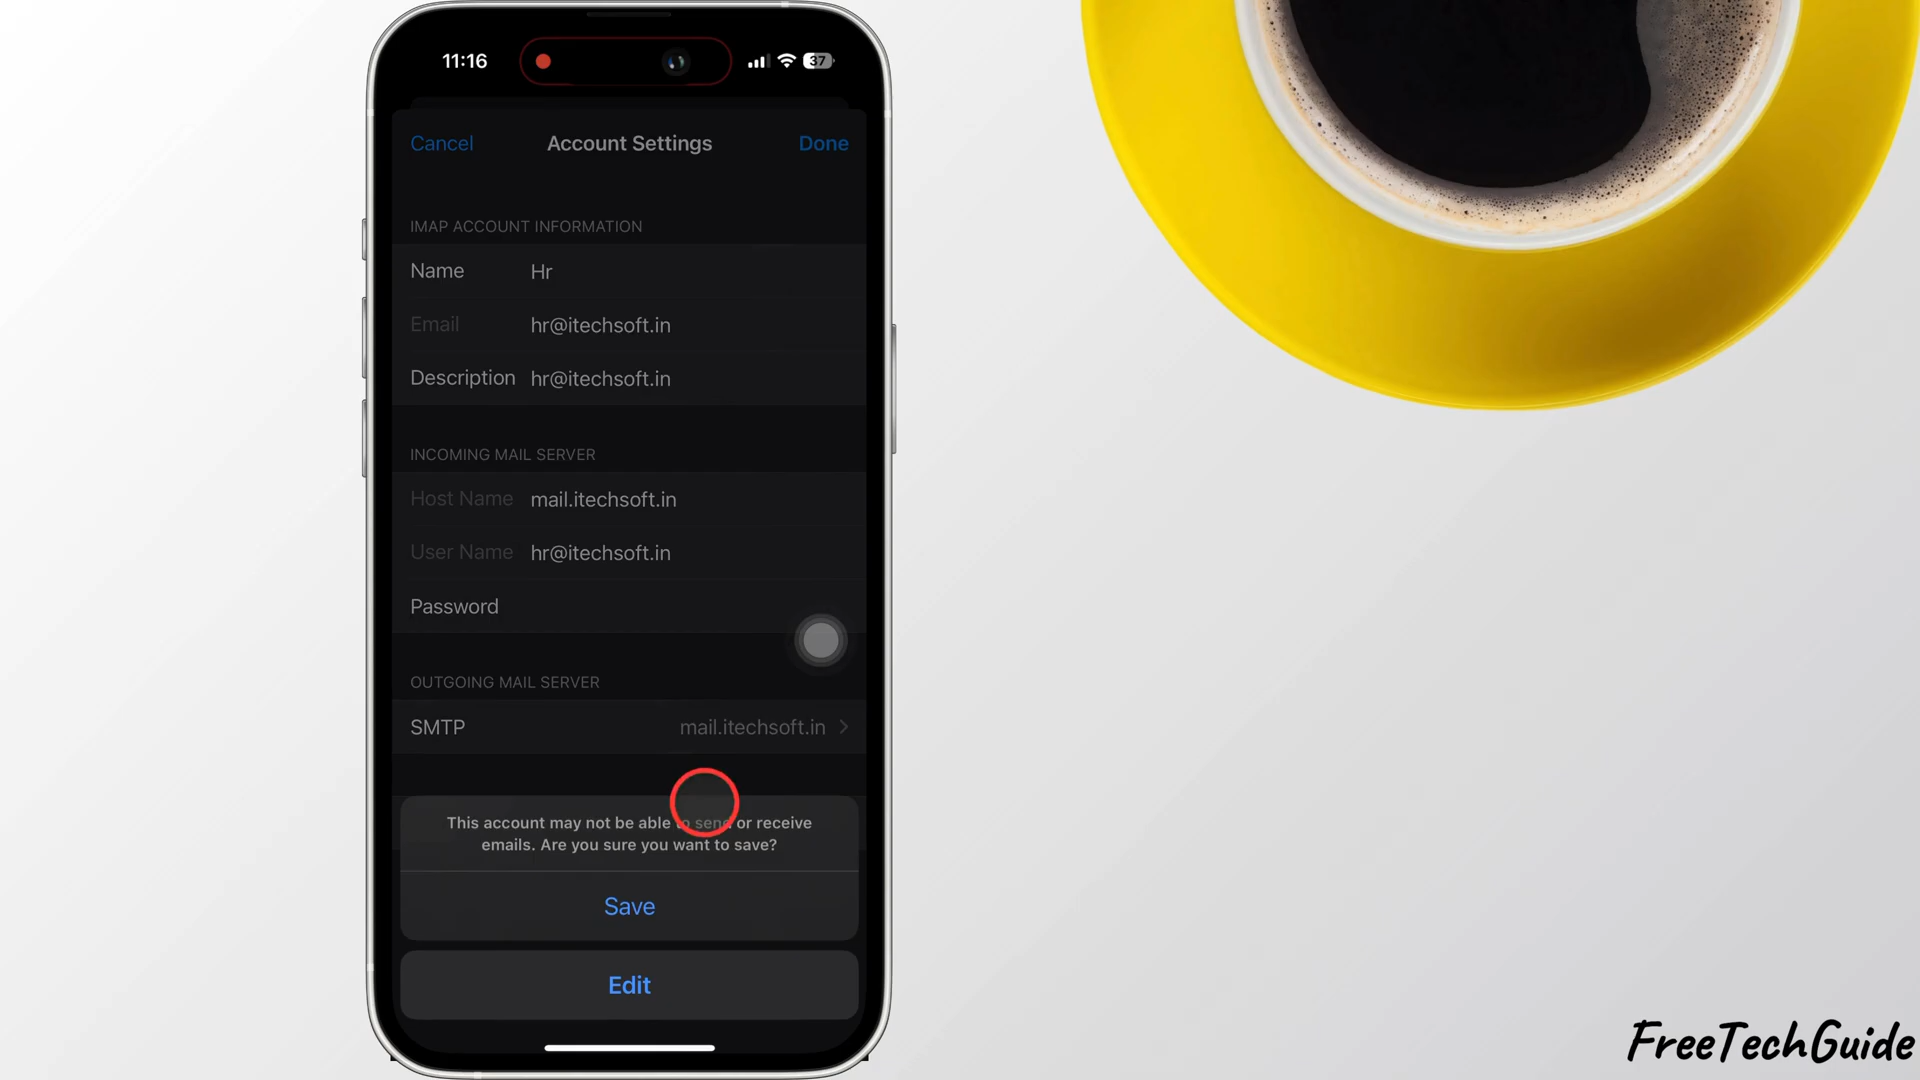 11:16
37
Cancel Account Settings Done
IMAP ACCOUNT INFORMATION
Name Hr
Email hr@itechsoft.in
Description hr@itechsoft.in
INCOMING MAIL SERVER
Host Name mail.itechsoft.in
User Name hr@itechsoft.in
Password
OUTGOING MAIL SERVER
SMTP mail.itechsoft.in
This account may not be able to send or receive
emails. Are you sure you want to save?
Save
Edit
FreeTechGuide